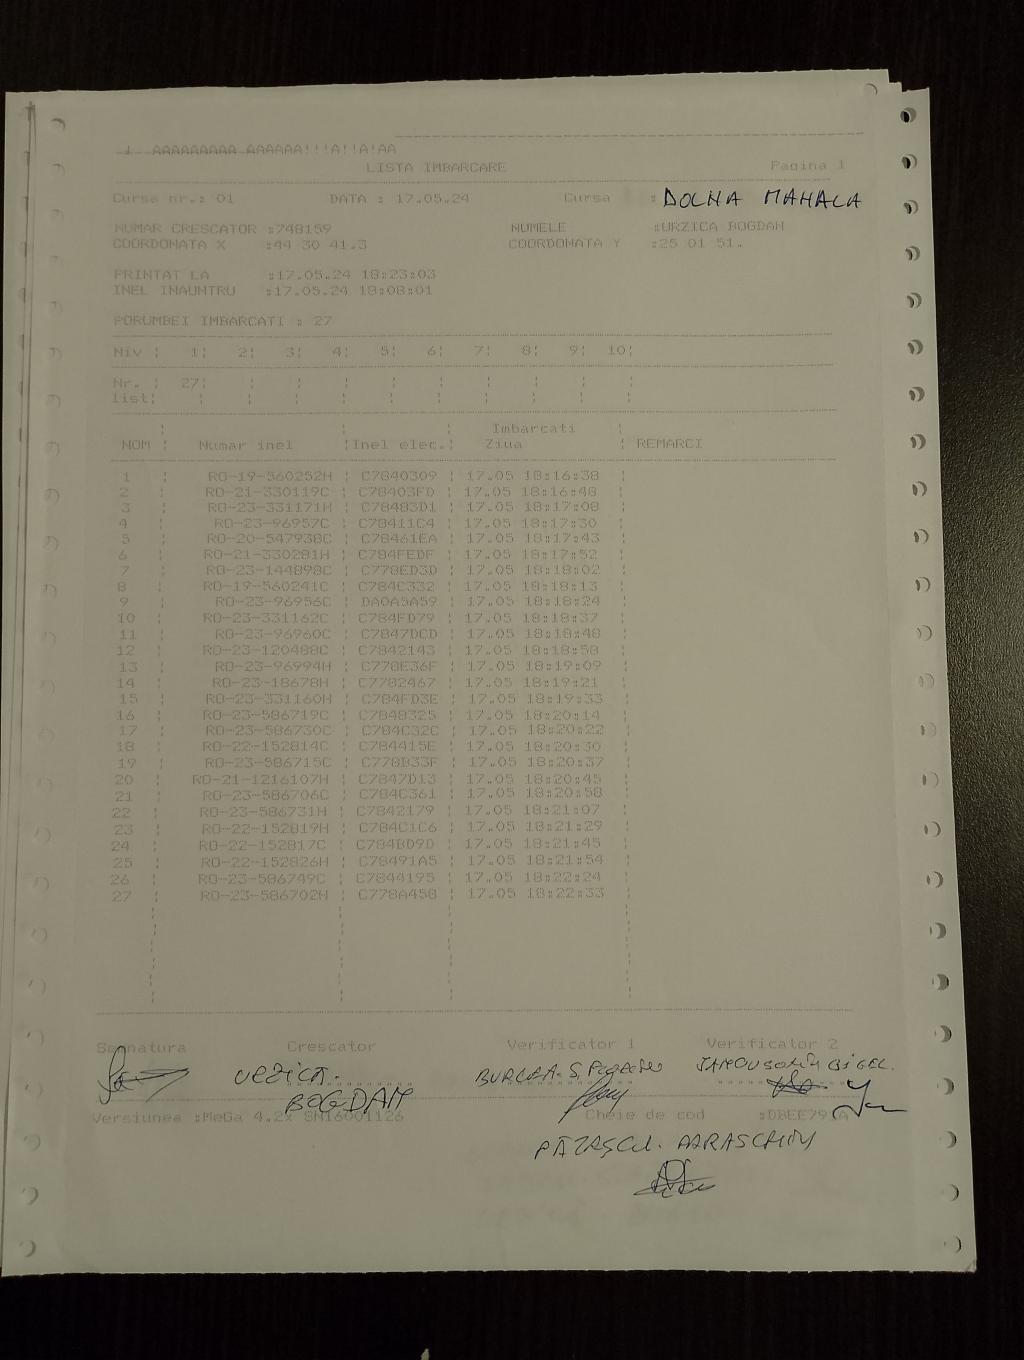 1 AAAAAAAAA AAAAAA!!!A!!A!AA
LISTA IMBARCARE Pagina 1
Cursa nr.: 01 DATA : 17.05.24 Cursa : DOLNA MAHALA
NUMAR CRESCATOR :748159 NUMELE :URZICA BOGDAN
COORDONATA X :44 30 41.3 COORDONATA Y :25 01 51.
PRINTAT LA :17.05.24 18:23:03
INEL INAUNTRU :17.05.24 18:08:01
PORUMBEI IMBARCATI : 27
Niv ¦ 1¦ 2¦ 3¦ 4¦ 5¦ 6¦ 7¦ 8¦ 9¦ 10¦
Nr. ¦ 27¦ ¦ ¦ ¦ ¦ ¦ ¦ ¦ ¦ ¦
list¦ ¦ ¦ ¦ ¦ ¦ ¦ ¦ ¦ ¦ ¦
Imbarcati
NOM ¦ Numar inel ¦Inel elec.¦ Ziua ¦ REMARCI
1 ¦ RO-19-560252H ¦ C7840309 ¦ 17.05 18:16:38 ¦
2 ¦ RO-21-330119C ¦ C78403FD ¦ 17.05 18:16:48 ¦
3 ¦ RO-23-331171H ¦ C78483D1 ¦ 17.05 18:17:08 ¦
4 ¦ RO-23-96957C ¦ C78411C4 ¦ 17.05 18:17:30 ¦
5 ¦ RO-20-547938C ¦ C78461EA ¦ 17.05 18:17:43 ¦
6 ¦ RO-21-330281H ¦ C784FEDF ¦ 17.05 18:17:52 ¦
7 ¦ RO-23-144898C ¦ C778ED3D ¦ 17.05 18:18:02 ¦
8 ¦ RO-19-560241C ¦ C784C332 ¦ 17.05 18:18:13 ¦
9 ¦ RO-23-96956C ¦ DA0A5A59 ¦ 17.05 18:18:24 ¦
10 ¦ RO-23-331162C ¦ C784FD79 ¦ 17.05 18:18:37 ¦
11 ¦ RO-23-96960C ¦ C7847DCD ¦ 17.05 18:18:48 ¦
12 ¦ RO-23-120488C ¦ C7842143 ¦ 17.05 18:18:58 ¦
13 ¦ RO-23-96994H ¦ C778E36F ¦ 17.05 18:19:09 ¦
14 ¦ RO-23-18678H ¦ C7782467 ¦ 17.05 18:19:21 ¦
15 ¦ RO-23-331160H ¦ C784FD3E ¦ 17.05 18:19:33 ¦
16 ¦ RO-23-586719C ¦ C7848325 ¦ 17.05 18:20:14 ¦
17 ¦ RO-23-586730C ¦ C784C32C ¦ 17.05 18:20:22 ¦
18 ¦ RO-22-152814C ¦ C784415E ¦ 17.05 18:20:30 ¦
19 ¦ RO-23-586715C ¦ C778B33F ¦ 17.05 18:20:37 ¦
20 ¦ RO-21-1216107H ¦ C7847D13 ¦ 17.05 18:20:45 ¦
21 ¦ RO-23-586706C ¦ C784C361 ¦ 17.05 18:20:58 ¦
22 ¦ RO-23-586731H ¦ C7842179 ¦ 17.05 18:21:07 ¦
23 ¦ RO-22-152819H ¦ C784C1C6 ¦ 17.05 18:21:29 ¦
24 ¦ RO-22-152817C ¦ C784BD9D ¦ 17.05 18:21:45 ¦
25 ¦ RO-22-152826H ¦ C78491A5 ¦ 17.05 18:21:54 ¦
26 ¦ RO-23-586749C ¦ C7844195 ¦ 17.05 18:22:24 ¦
27 ¦ RO-23-586702H ¦ C778A458 ¦ 17.05 18:22:33 ¦
Segnatura Crescator Verificator 1 Verificator 2
URZICA. BURCEA. S.
BOGDAN
Versiunea :MeGa 4.2x SN16001126 Cheie de cod :DBEE791A